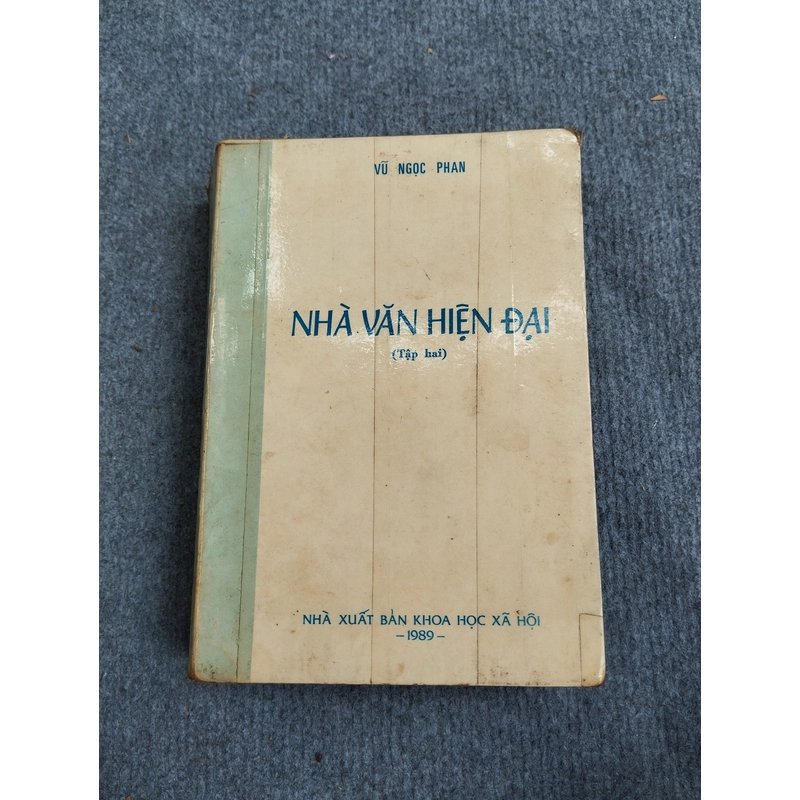 VŨ NGỌC PHAN
NHÀ VĂN HIỆN ĐẠI
(Tập hai)
NHÀ XUẤT BẢN KHOA HỌC XÃ HỘI
–1989–